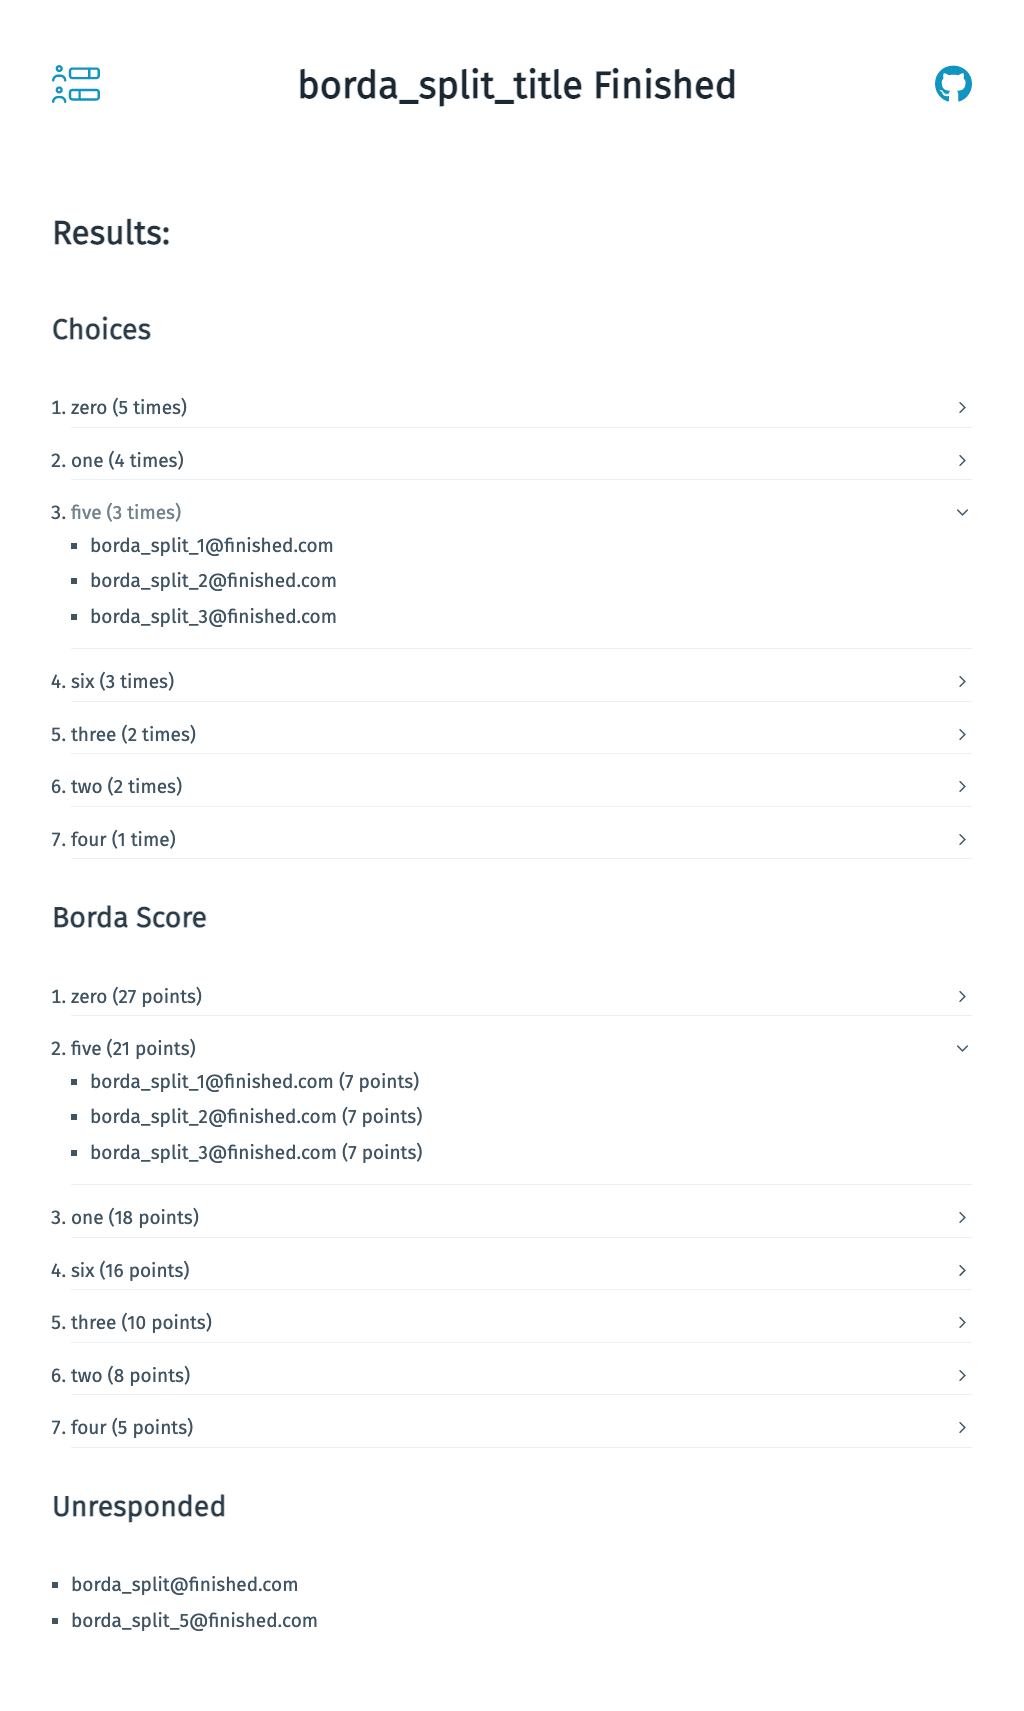 borda_split_title Finished
Results:
Choices
1. zero (5 times)
2. one (4 times)
3. five (3 times)
▪ borda_split_1@finished.com
▪ borda_split_2@finished.com
▪ borda_split_3@finished.com
4. six (3 times)
5. three (2 times)
6. two (2 times)
7. four (1 time)
Borda Score
1. zero (27 points)
2. five (21 points)
▪ borda_split_1@finished.com (7 points)
▪ borda_split_2@finished.com (7 points)
▪ borda_split_3@finished.com (7 points)
3. one (18 points)
4. six (16 points)
5. three (10 points)
6. two (8 points)
7. four (5 points)
Unresponded
▪ borda_split@finished.com
▪ borda_split_5@finished.com